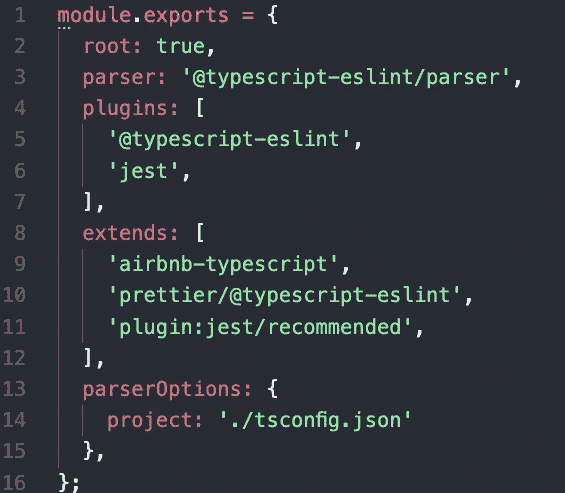 1 module.exports = {
2   root: true,
3   parser: '@typescript-eslint/parser',
4   plugins: [
5     '@typescript-eslint',
6     'jest',
7   ],
8   extends: [
9     'airbnb-typescript',
10     'prettier/@typescript-eslint',
11     'plugin:jest/recommended',
12   ],
13   parserOptions: {
14     project: './tsconfig.json'
15   },
16 };